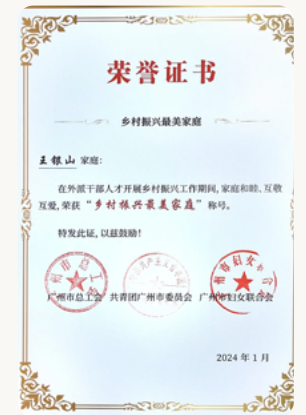 荣誉证书
乡村振兴最美家庭
王银山 家庭：
在外派干部人才开展乡村振兴工作期间，家庭和睦、互敬
互爱，荣获“乡村振兴最美家庭”称号。
特发此证，以兹鼓励！
广州市总工会 共青团广州市委员会 广州市妇女联合会
2024 年 1 月